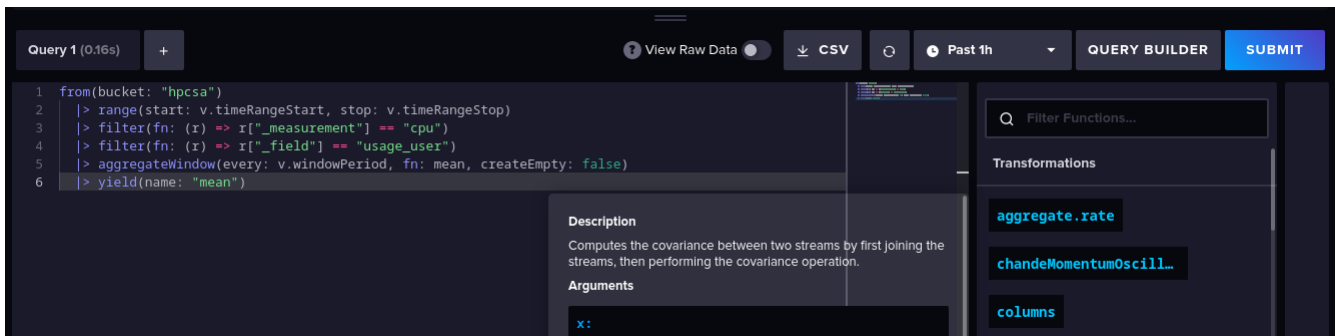 Query 1 (0.16s)
+
? View Raw Data
CSV
Past 1h
QUERY BUILDER
SUBMIT
1 from(bucket: "hpcsa")
2 |> range(start: v.timeRangeStart, stop: v.timeRangeStop)
3 |> filter(fn: (r) => r["_measurement"] == "cpu")
4 |> filter(fn: (r) => r["_field"] == "usage_user")
5 |> aggregateWindow(every: v.windowPeriod, fn: mean, createEmpty: false)
6 |> yield(name: "mean")
Description
Computes the covariance between two streams by first joining the
streams, then performing the covariance operation.
Arguments
x:
Filter Functions...
Transformations
aggregate.rate
chandeMomentumOscill…
columns